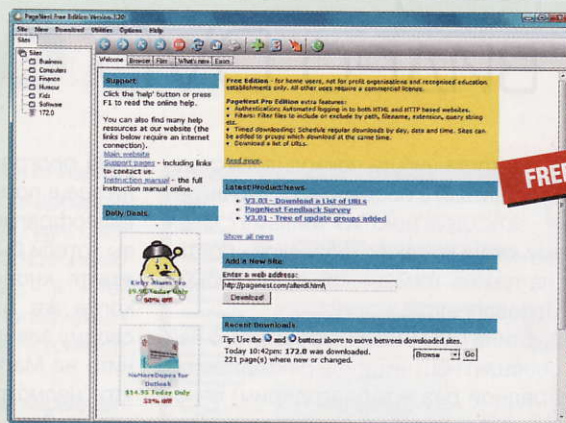 PageNest Free Edition Version 3.30
Site View Download Utilities Options Help
Sites
Sites
Business
Computers
Finance
Humour
Kids
Software
172.0
Welcome Browser Files What's new Errors
Support
Click the 'help' button or press
F1 to read the online help.
You can also find many help
resources at our website (the
links below require an internet
connection).
Main website
Support pages - including links
to contact us.
Instruction manual - the full
instruction manual online.
Daily Deals
50% Off
Outlook
$14.95 Today Only
Free Edition - for home users, not for profit organisations and recognised education
establishments only. All other uses require a commercial license.
PageNest Pro Edition extra features:
• Authentication: Automated logging in to both HTML and HTTP based websites.
• Filters: Filter files to include or exclude by path, filename, extension, query string
etc.
• Timed downloading: Schedule regular downloads by day, date and time. Sites can
be added to groups which download at the same time.
• Download a list of URLs.
Read more.
FREE
Latest Product News
• V3.03 - Download a List of URLs
• PageNest Feedback Survey
• V3.01 - Tree of update groups added
Show all news
Add a New Site
Enter a web address:
Download
Recent Downloads
Tip: Use the and buttons above to move between downloaded sites.
Today 10:42pm: 172.0 was downloaded.
221 page(s) where new or changed.
Browse Go